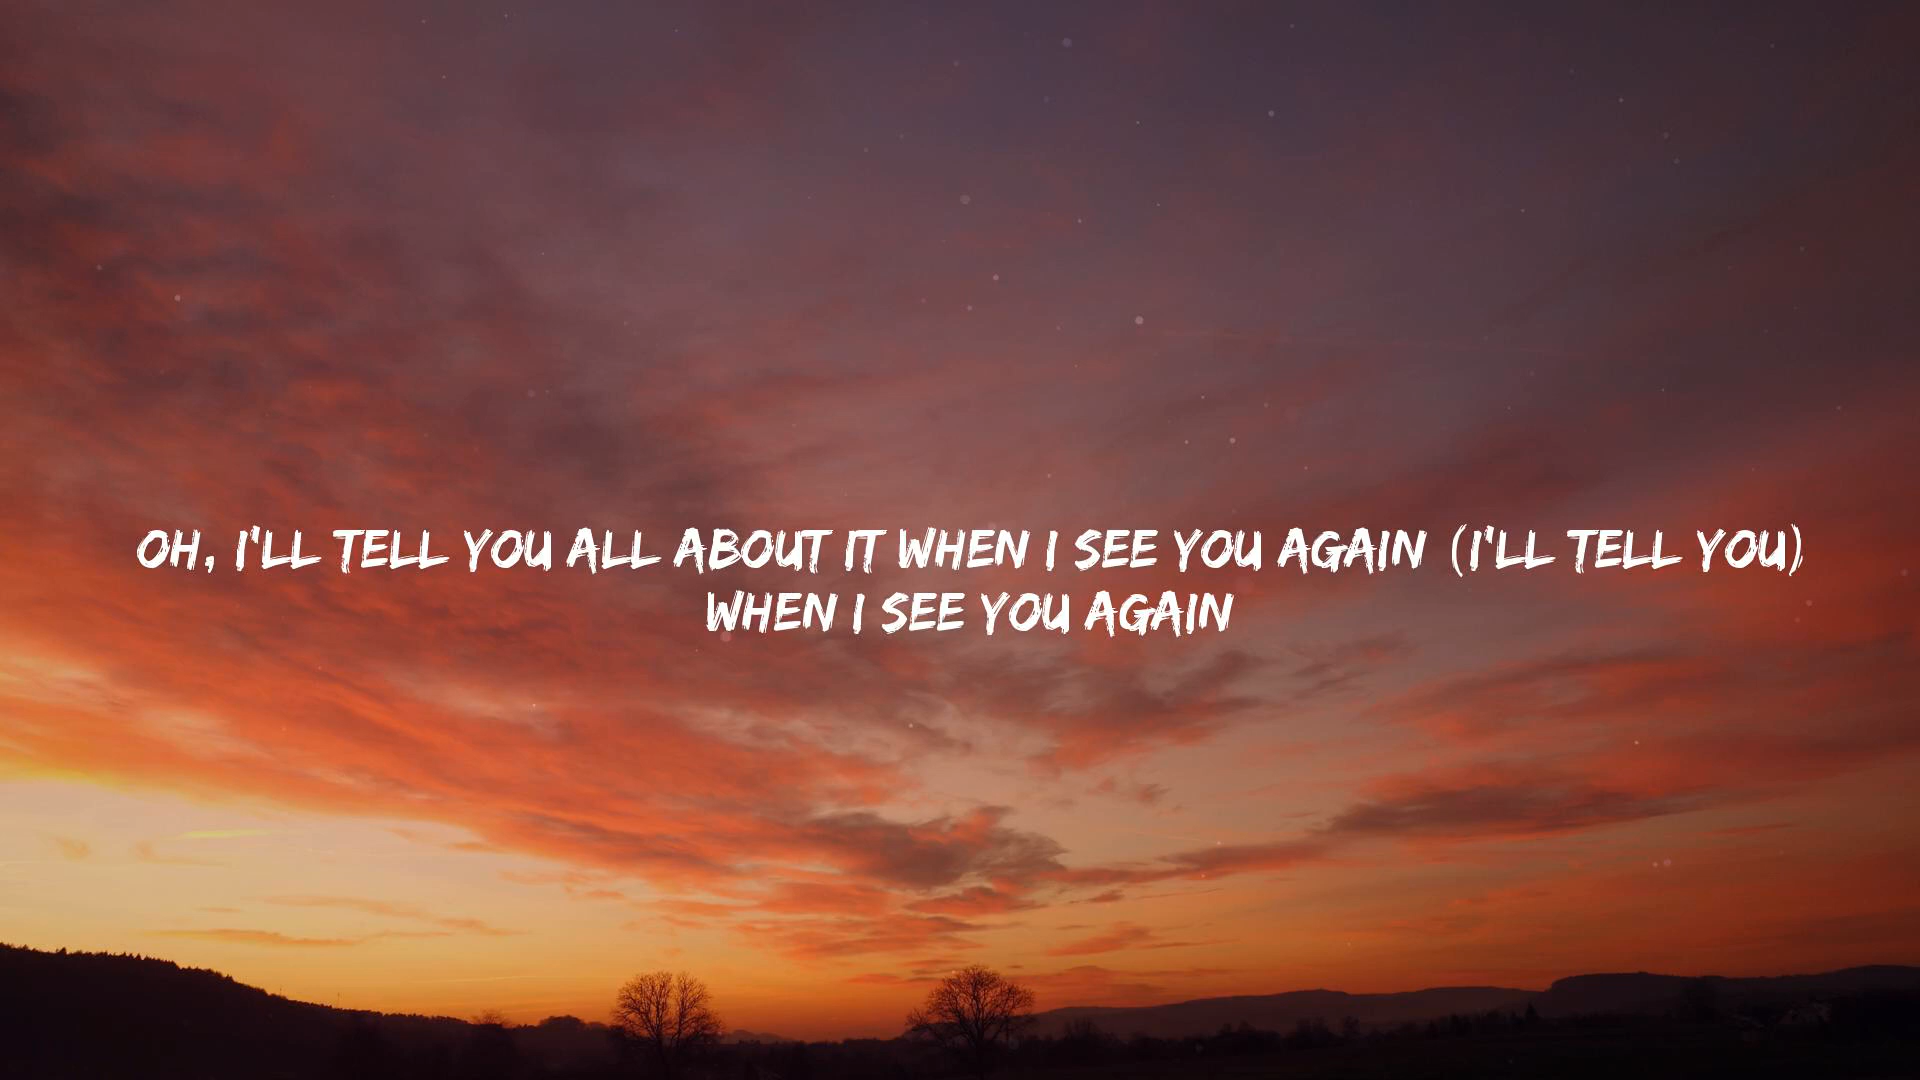 OH, I'LL TELL YOU ALL ABOUT IT WHEN I SEE YOU AGAIN (I'LL TELL YOU)
WHEN I SEE YOU AGAIN